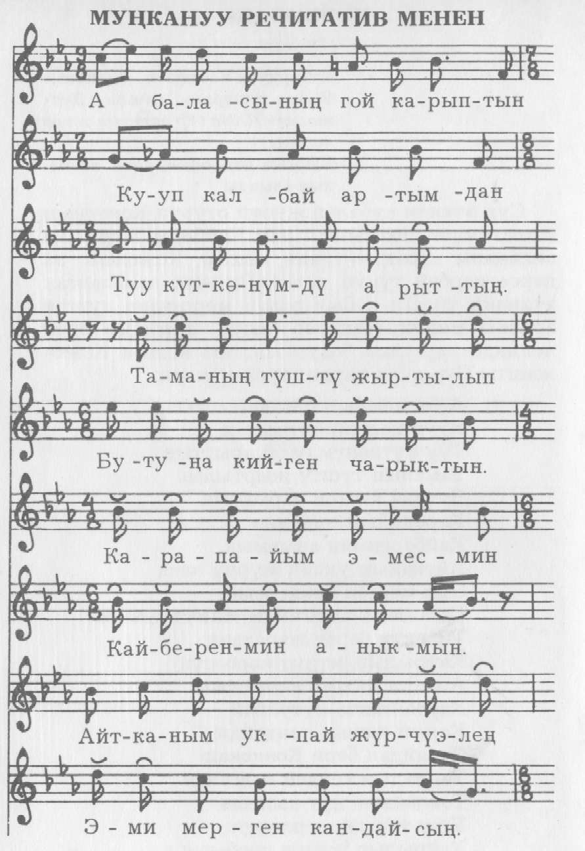 МУҢКАНУУ РЕЧИТАТИВ МЕНЕН
А ба-ла-сы-ның гой ка-рып-тын
Ку-уп кал-бай ар-тым-дан
Туу күт-кө-нүм-дү а рыт-тың.
Та-ма-ның түш-тү жыр-ты-лып
Бу-ту-ңа кий-ген ча-рык-тын.
Ка-ра-па-йым э-мес-мин
Кай-бе-рен-мин а-нык-мын.
Айт-ка-ным ук-пай жүр-чүэ-лең
Э-ми мер-ген кан-дай-сың.